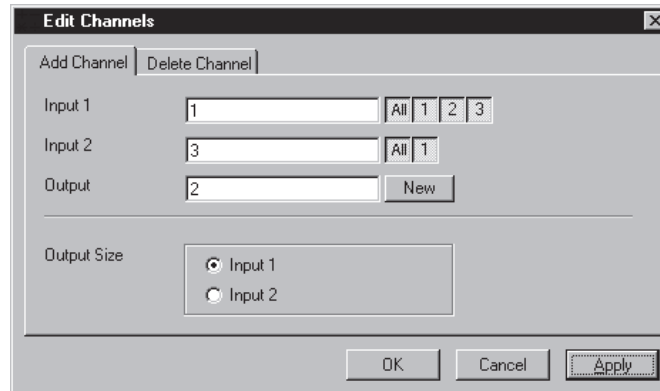 Edit Channels
Add Channel Delete Channel
Input 1 1 All 1 2 3
Input 2 3 All 1
Output 2 New
Output Size
Input 1
Input 2
OK Cancel Apply